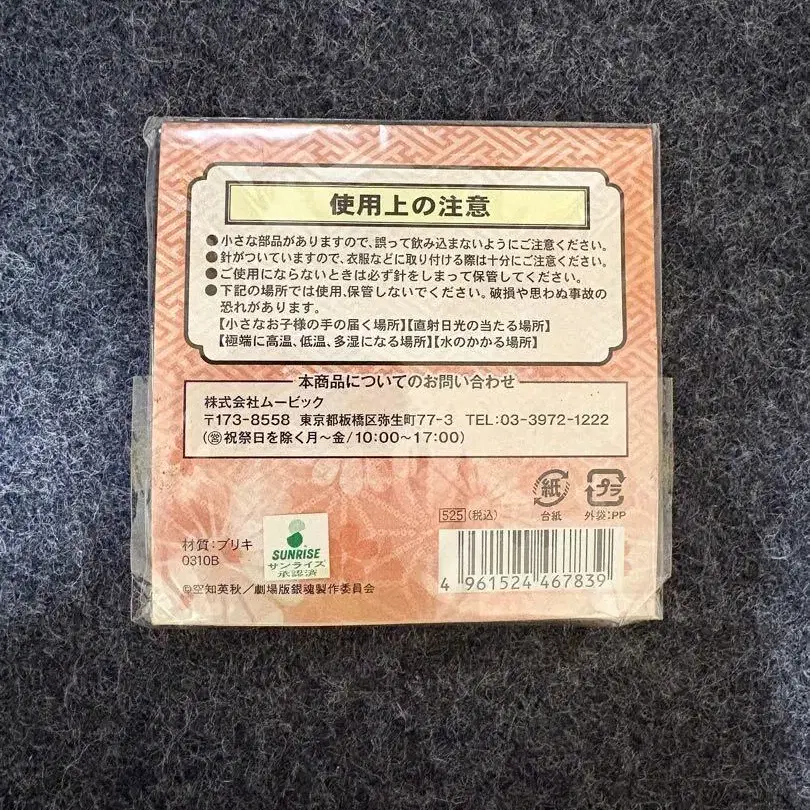 使用上の注意
●小さな部品がありますので、誤って飲み込まないようにご注意ください。
●針がついていますので、衣服などに取り付ける際は十分にご注意ください。
●ご使用にならないときは必ず針をしまって保管してください。
●下記の場所では使用、保管しないでください。破損や思わぬ事故の
恐れがあります。
【小さなお子様の手の届く場所】【直射日光の当たる場所】
【極端に高温、低温、多湿になる場所】【水のかかる場所】
本商品についてのお問い合わせ
株式会社ムービック
〒173-8558 東京都板橋区弥生町77-3 TEL:03-3972-1222
(㊢祝祭日を除く月～金/10:00～17:00)
紙
台紙
プラ
外袋:PP
525(税込)
材質:ブリキ
0310B
SUNRISE
サンライズ
承認済
©空知英秋/劇場版銀魂製作委員会
4 961524 467839